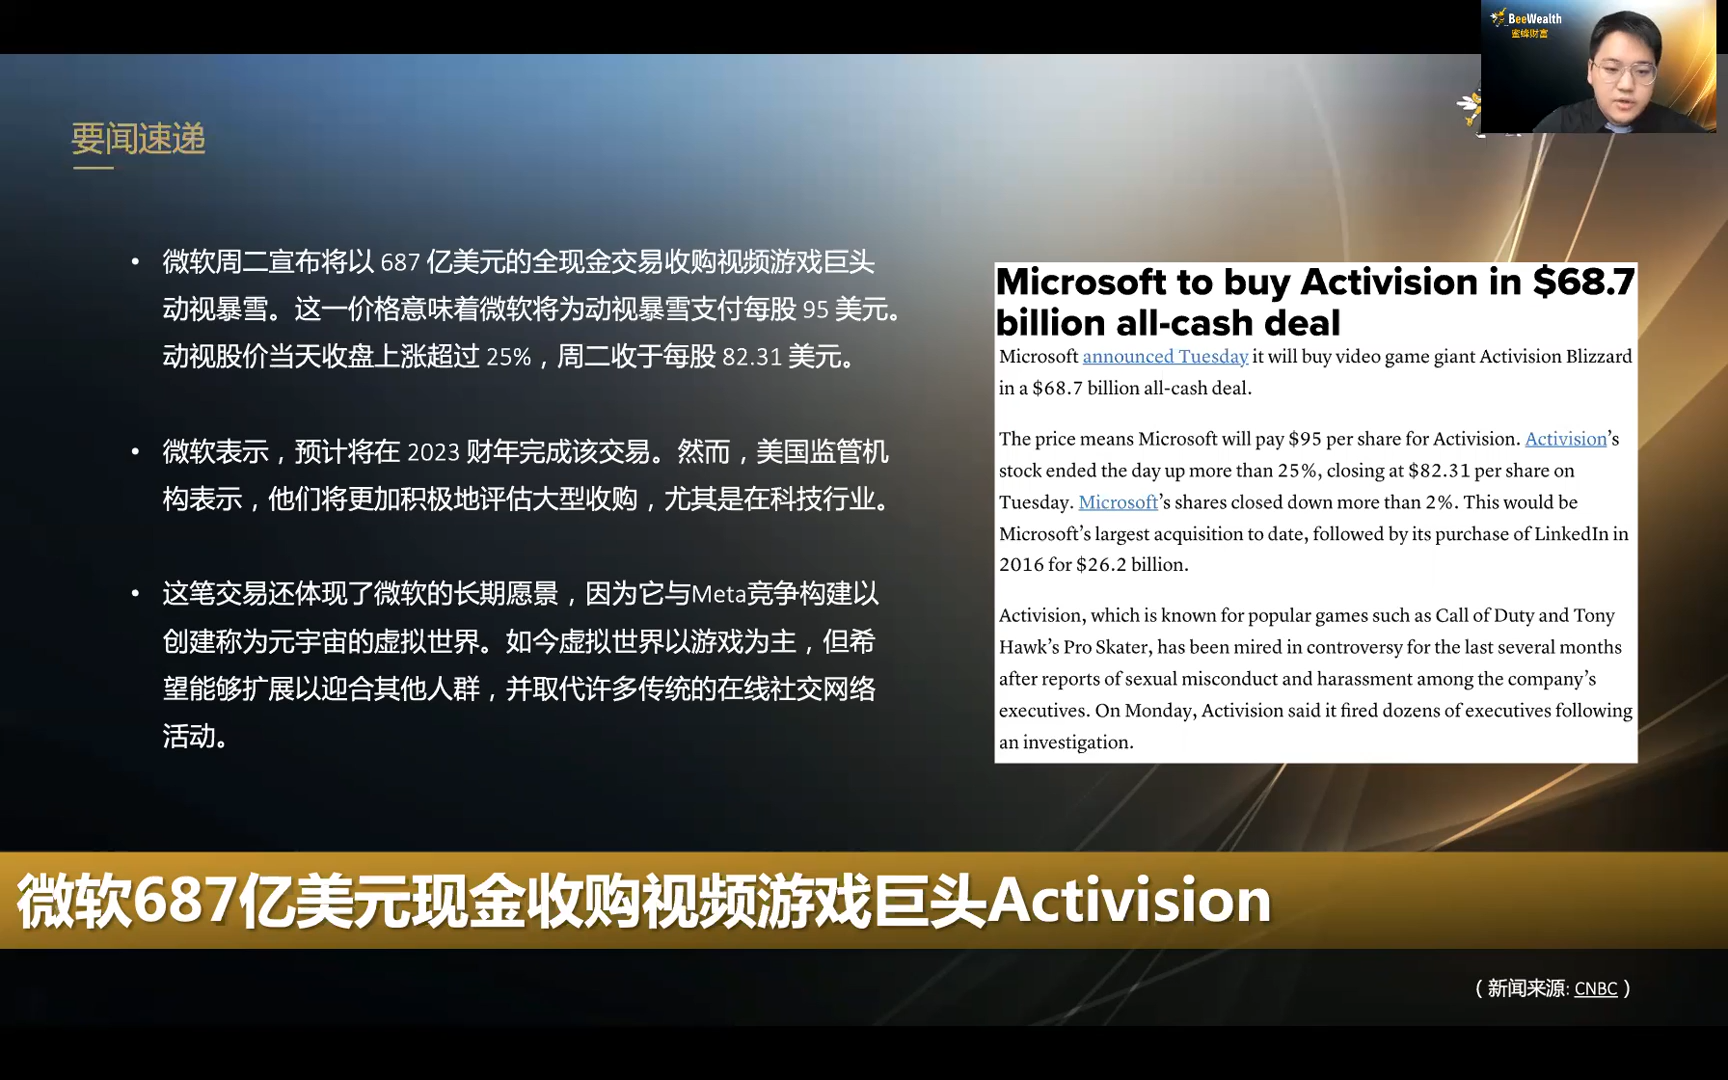 BeeWealth
蜜蜂财富
要闻速递
• 微软周二宣布将以 687 亿美元的全现金交易收购视频游戏巨头
动视暴雪。这一价格意味着微软将为动视暴雪支付每股 95 美元。
动视股价当天收盘上涨超过 25%，周二收于每股 82.31 美元。
• 微软表示，预计将在 2023 财年完成该交易。然而，美国监管机
构表示，他们将更加积极地评估大型收购，尤其是在科技行业。
• 这笔交易还体现了微软的长期愿景，因为它与Meta竞争构建以
创建称为元宇宙的虚拟世界。如今虚拟世界以游戏为主，但希
望能够扩展以迎合其他人群，并取代许多传统的在线社交网络
活动。
Microsoft to buy Activision in $68.7
billion all-cash deal
Microsoft announced Tuesday it will buy video game giant Activision Blizzard
in a $68.7 billion all-cash deal.
The price means Microsoft will pay $95 per share for Activision. Activision’s
stock ended the day up more than 25%, closing at $82.31 per share on
Tuesday. Microsoft’s shares closed down more than 2%. This would be
Microsoft’s largest acquisition to date, followed by its purchase of LinkedIn in
2016 for $26.2 billion.
Activision, which is known for popular games such as Call of Duty and Tony
Hawk’s Pro Skater, has been mired in controversy for the last several months
after reports of sexual misconduct and harassment among the company’s
executives. On Monday, Activision said it fired dozens of executives following
an investigation.
微软687亿美元现金收购视频游戏巨头Activision
（新闻来源: CNBC）